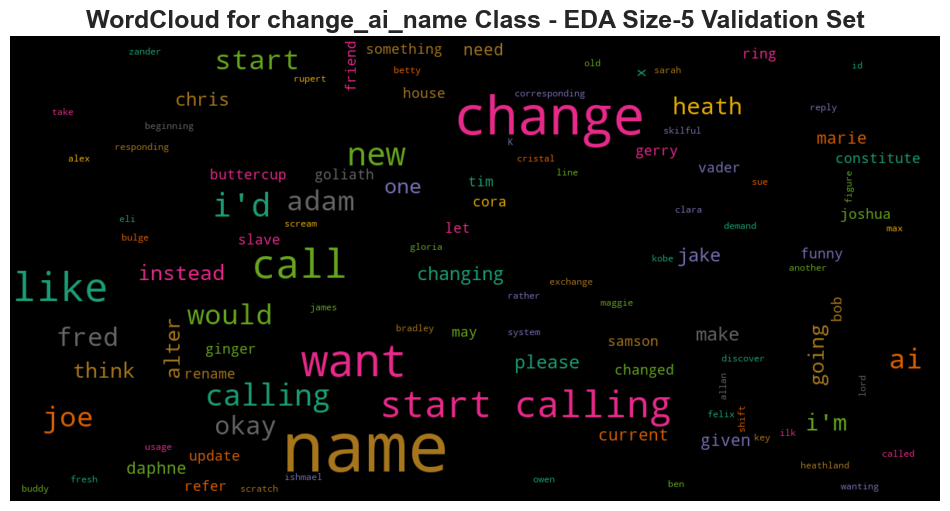 WordCloud for change_ai_name Class - EDA Size-5 Validation Set
zander
start
rupert
friend
something
need
betty
house
old
X
sarah
ring
id
take
chris
beginning
corresponding
change
heath
skilful
reply
marie
alex
responding
new
K
cristal
gerry
constitute
buttercup
goliath
one
tim
line
vader
sue
figure
eli
i'd
adam
cora
clara
joshua
bulge
scream
slave
let
demand
max
call
gloria
kobe
jake
funny
another
like
instead
changing
exchange
rather
maggie
james
would
bob
fred
alter
ginger
bradley
system
may
samson
make
going
think
rename
want
please
changed
discover
ai
calling
start calling
allan
lord
joe
okay
felix
shift
i'm
name
current
given
key
ilk
called
usage
update
daphne
heathland
buddy
fresh
refer
scratch
ishmael
owen
ben
wanting